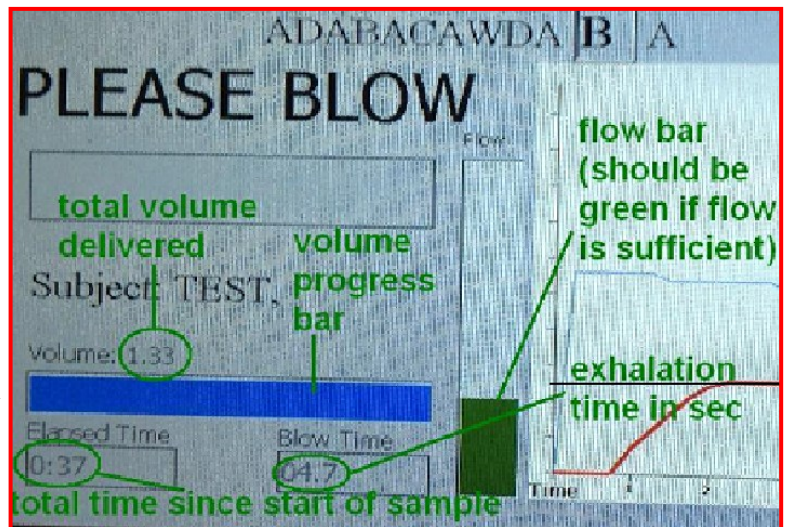 ADABACAWDA B A
PLEASE BLOW
Flow
flow bar
(should be
green if flow
is sufficient)
total volume
delivered
volume
progress
bar
Subject: TEST,
Volume: 1.33
exhalation
time in sec
Elapsed Time
Blow Time
0:37
04.7
total time since start of sample
Time 1 2